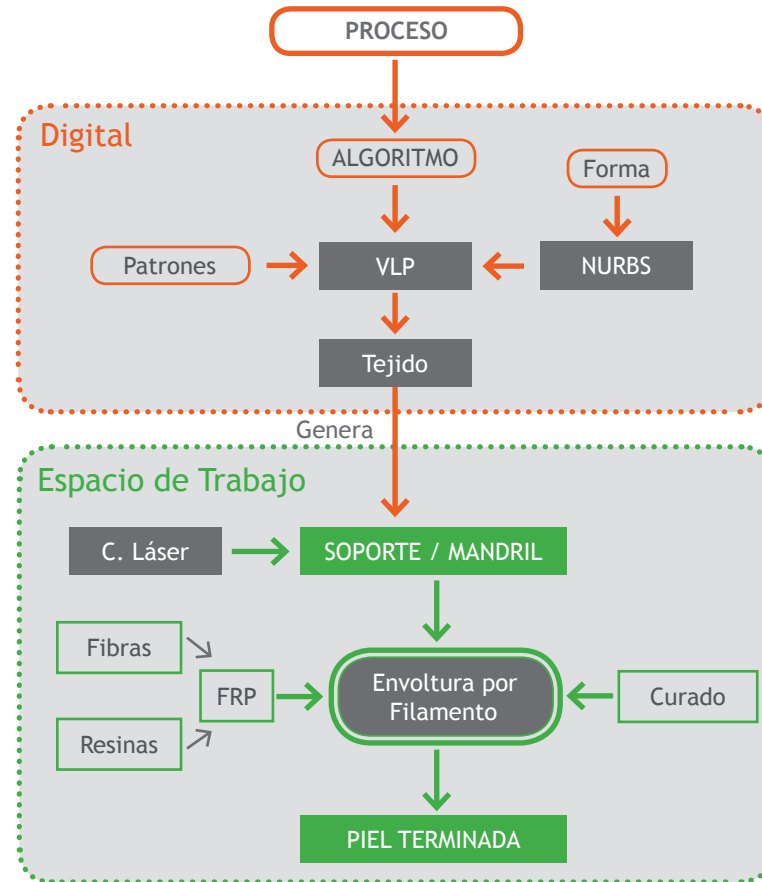 PROCESO
Digital
ALGORITMO
Forma
Patrones
VLP
NURBS
Tejido
Genera
Espacio de Trabajo
C. Láser
SOPORTE / MANDRIL
Fibras
FRP
Resinas
Envoltura por
Filamento
Curado
PIEL TERMINADA